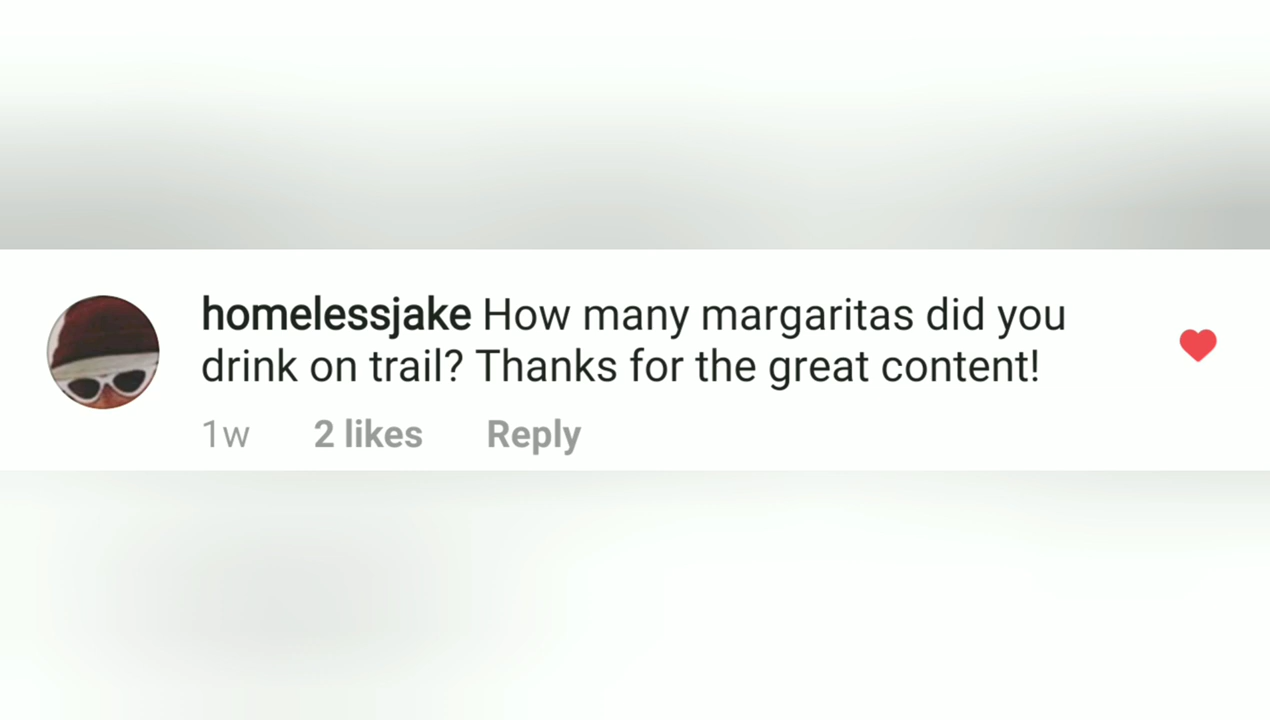 homelessjake How many margaritas did you
drink on trail? Thanks for the great content!
1w 2 likes Reply